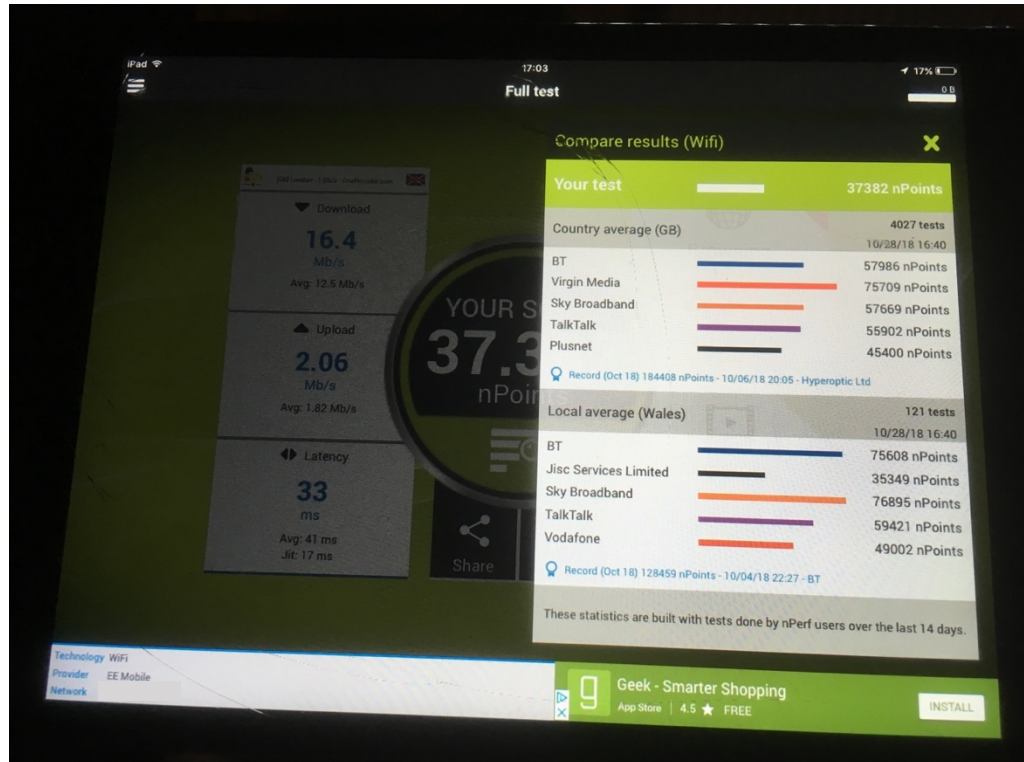 iPad
17:03
17%
Full test
0 B
Download
16.4
Mb/s
Avg: 12.5 Mb/s
Upload
2.06
Mb/s
Avg: 1.82 Mb/s
Latency
33
ms
Avg: 41 ms
Jit: 17 ms
YOUR S
37.3
nPoin
Share
Compare results (Wifi)
Your test 37382 nPoints
Country average (GB) 4027 tests
10/28/18 16:40
BT 57986 nPoints
Virgin Media 75709 nPoints
Sky Broadband 57669 nPoints
TalkTalk 55902 nPoints
Plusnet 45400 nPoints
Record (Oct 18) 184408 nPoints - 10/06/18 20:05 - Hyperoptic Ltd
Local average (Wales) 121 tests
10/28/18 16:40
BT 75608 nPoints
Jisc Services Limited 35349 nPoints
Sky Broadband 76895 nPoints
TalkTalk 59421 nPoints
Vodafone 49002 nPoints
Record (Oct 18) 128459 nPoints - 10/04/18 22:27 - BT
These statistics are built with tests done by nPerf users over the last 14 days.
Technology WiFi
Provider EE Mobile
Network
g
Geek - Smarter Shopping
App Store | 4.5 ★ FREE
INSTALL